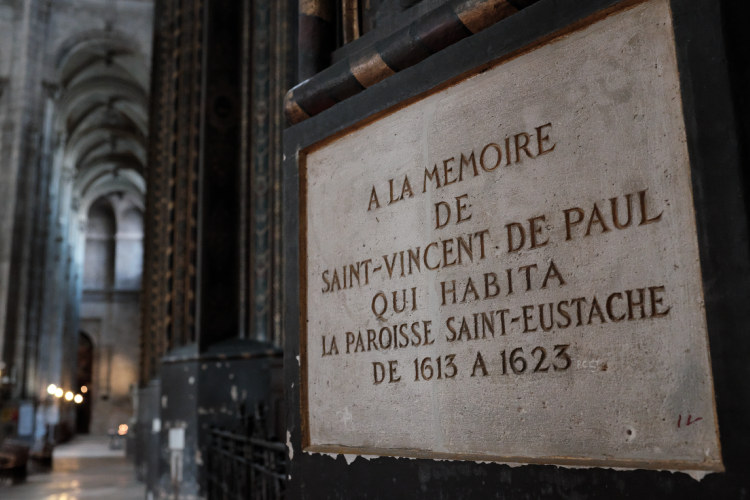 A LA MEMOIRE
DE
SAINT-VINCENT DE PAUL
QUI HABITA
LA PAROISSE SAINT-EUSTACHE
DE 1613 A 1623